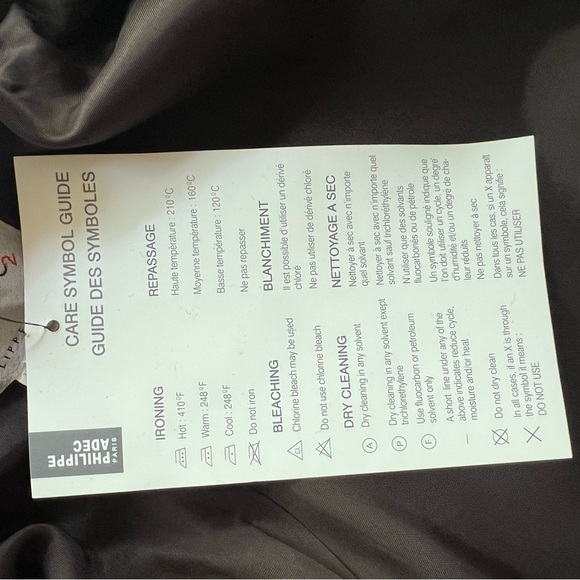 PHILIPPE
ADEC
PARIS
CARE SYMBOL GUIDE
GUIDE DES SYMBOLES
IRONING
Hot : 410°F
Warm : 248°F
Cool : 248°F
Do not iron
BLEACHING
Chlorine bleach may be used
Do not use chlorine bleach
DRY CLEANING
A Dry cleaning in any solvent
P Dry cleaning in any solvent exept
trichlorethylène
F Use fluocarbon or petroleum
solvent only
— A short line under any of the
above indicates reduce cycle,
moisture and/or heat
Do not dry clean
In all cases, if an X is through
the symbol it means :
DO NOT USE
REPASSAGE
Haute température : 210°C
Moyenne température : 160°C
Basse température : 120°C
Ne pas repasser
BLANCHIMENT
Il est possible d'utiliser un dérivé
chloré
Ne pas utiliser de dérivé chloré
NETTOYAGE A SEC
Nettoyer à sec avec n'importe
quel solvant
Nettoyer à sec avec n'importe quel
solvant sauf trichloréthylène
N'utiliser que des solvants
fluocarbonés ou de pétrole
Un symbole souligné indique que
l'on doit utiliser un cycle, un degré
d'humidité et/ou un degré de cha-
leur réduits
Ne pas nettoyer à sec
Dans tous les cas, si un X apparaît
sur un symbole, celà signifie :
NE PAS UTILISER
LIPPE
2